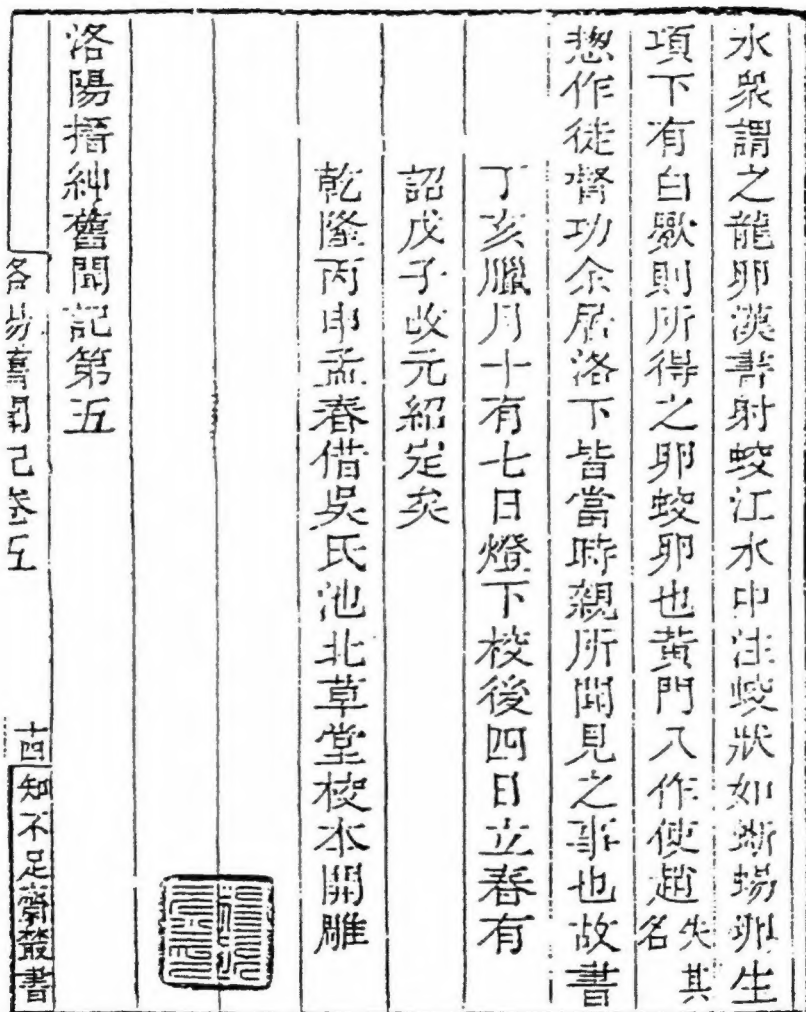 水衆謂之龍卵漢書射蛟江水中注蛟狀如蜥蜴卵生
項下有白嬰則所得之卵蛟卵也黃門八作使趙失其名
惣作徒督功余居洛下皆當時親所聞見之事也故書
丁亥臘月十有七日燈下校後四日立春有
詔戊子改元紹定矣
乾隆丙申孟春借吳氏池北草堂校本開雕
洛陽搢紳舊聞記第五
洛陽舊聞記卷五
十四
知不足齋叢書